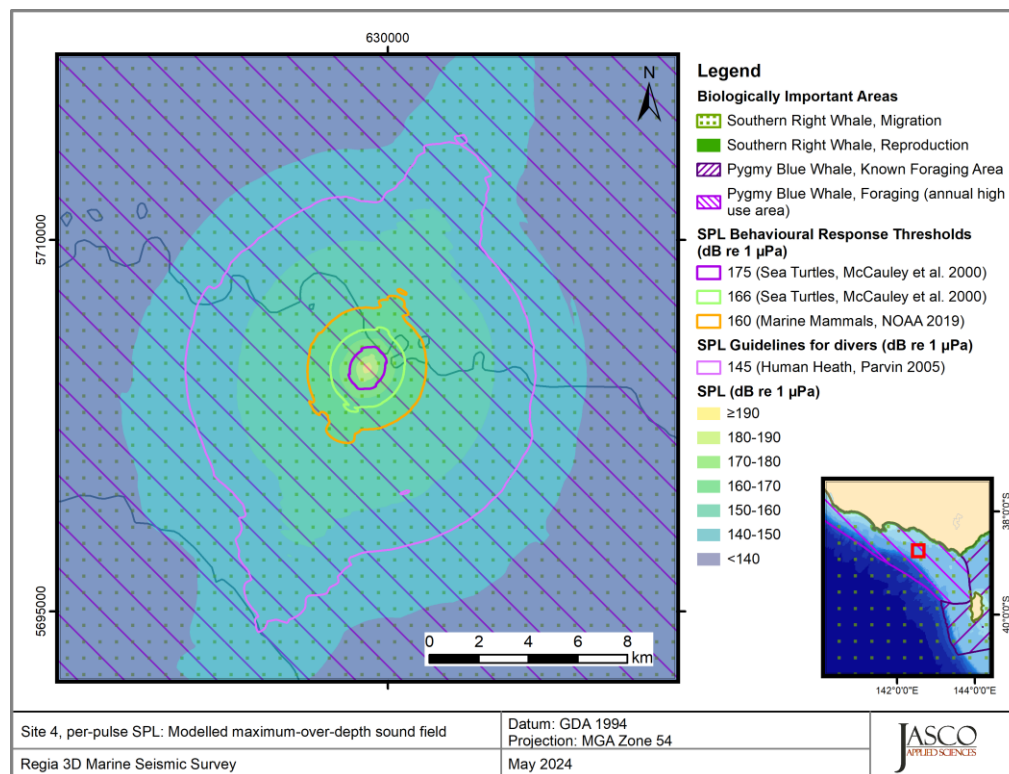 630000
5710000
5695000
N
0 2 4 6 8
km
Legend
Biologically Important Areas
Southern Right Whale, Migration
Southern Right Whale, Reproduction
Pygmy Blue Whale, Known Foraging Area
Pygmy Blue Whale, Foraging (annual high
use area)
SPL Behavioural Response Thresholds
(dB re 1 µPa)
175 (Sea Turtles, McCauley et al. 2000)
166 (Sea Turtles, McCauley et al. 2000)
160 (Marine Mammals, NOAA 2019)
SPL Guidelines for divers (dB re 1 µPa)
145 (Human Heath, Parvin 2005)
SPL (dB re 1 µPa)
≥190
180-190
170-180
160-170
150-160
140-150
<140
38°0'0"S
40°0'0"S
142°0'0"E 144°0'0"E
Site 4, per-pulse SPL: Modelled maximum-over-depth sound field
Regia 3D Marine Seismic Survey
Datum: GDA 1994
Projection: MGA Zone 54
May 2024
JASCO
APPLIED SCIENCES